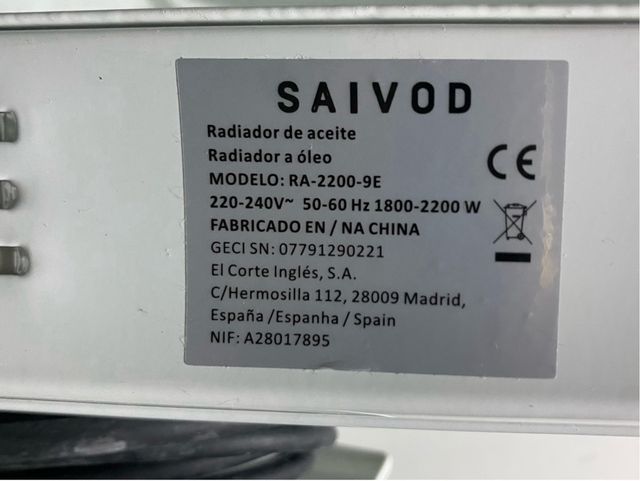 SAIVOD
Radiador de aceite
Radiador a óleo
MODELO: RA-2200-9E
220-240V~ 50-60 Hz 1800-2200 W
FABRICADO EN / NA CHINA
GECI SN: 07791290221
El Corte Inglés, S.A.
C/Hermosilla 112, 28009 Madrid,
España /Espanha / Spain
NIF: A28017895
CE